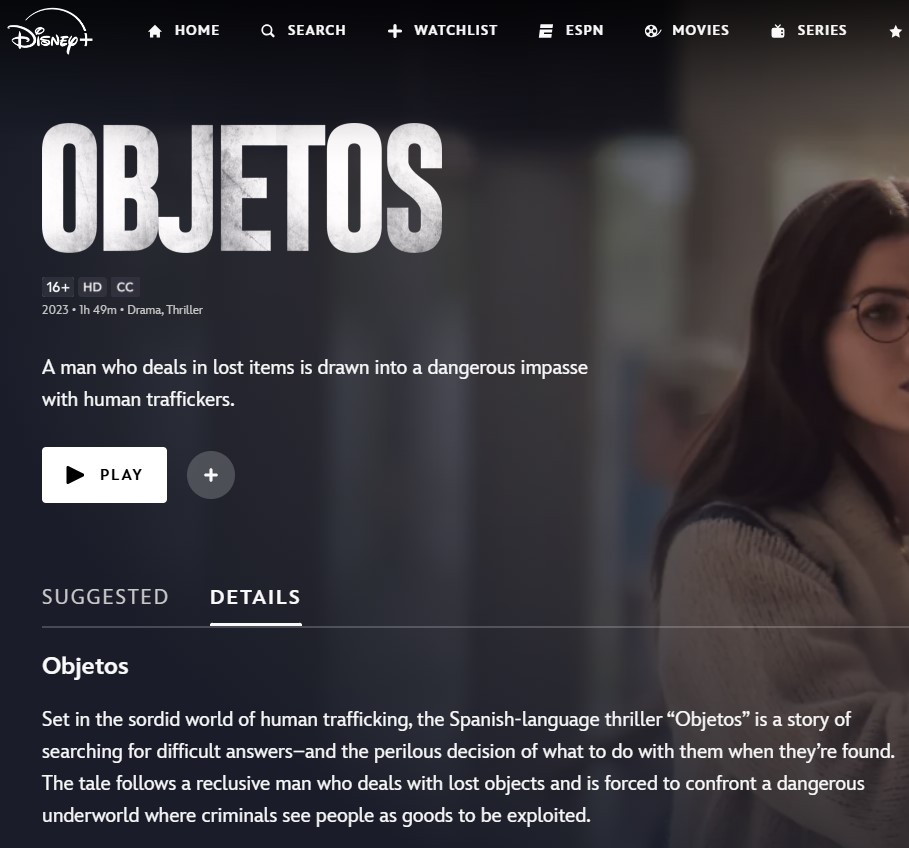 Disney+
HOME
SEARCH
WATCHLIST
ESPN
MOVIES
SERIES
OBJETOS
16+ HD CC
2023 • 1h 49m • Drama, Thriller
A man who deals in lost items is drawn into a dangerous impasse
with human traffickers.
PLAY
SUGGESTED DETAILS
Objetos
Set in the sordid world of human trafficking, the Spanish-language thriller “Objetos” is a story of
searching for difficult answers–and the perilous decision of what to do with them when they’re found.
The tale follows a reclusive man who deals with lost objects and is forced to confront a dangerous
underworld where criminals see people as goods to be exploited.